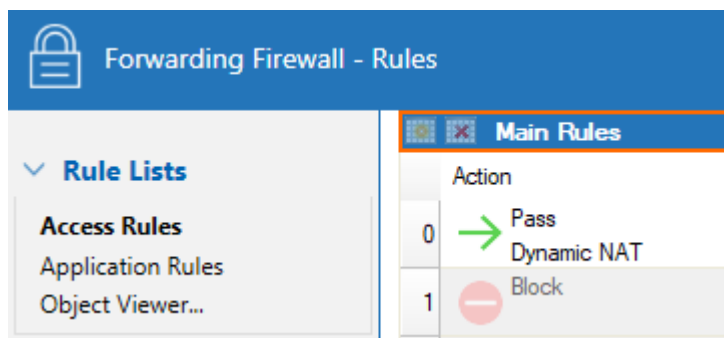 Forwarding Firewall - Rules
Rule Lists
Access Rules
Application Rules
Object Viewer...
Main Rules
Action
0
Pass
Dynamic NAT
1
Block